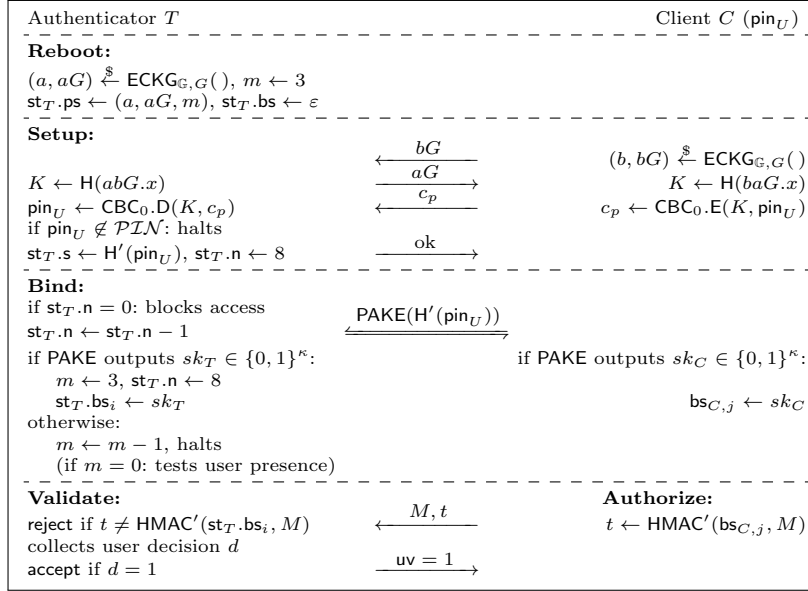 Authenticator T Client C (pin_U)
Reboot:
(a, aG) ←$ ECKG_{𝔾,G}( ), m ← 3
st_T.ps ← (a, aG, m), st_T.bs ← ε
Setup:
bG (b, bG) ←$ ECKG_{𝔾,G}( )
K ← H(abG.x) aG K ← H(baG.x)
pin_U ← CBC_0.D(K, c_p) c_p c_p ← CBC_0.E(K, pin_U)
if pin_U ∉ 𝒫ℐ𝒩: halts
st_T.s ← H′(pin_U), st_T.n ← 8 ok
Bind:
if st_T.n = 0: blocks access
st_T.n ← st_T.n − 1 PAKE(H′(pin_U))
if PAKE outputs sk_T ∈ {0, 1}^κ: if PAKE outputs sk_C ∈ {0, 1}^κ:
m ← 3, st_T.n ← 8
st_T.bs_i ← sk_T bs_{C,j} ← sk_C
otherwise:
m ← m − 1, halts
(if m = 0: tests user presence)
Validate: Authorize:
reject if t ≠ HMAC′(st_T.bs_i, M) M, t t ← HMAC′(bs_{C,j}, M)
collects user decision d
accept if d = 1 uv = 1